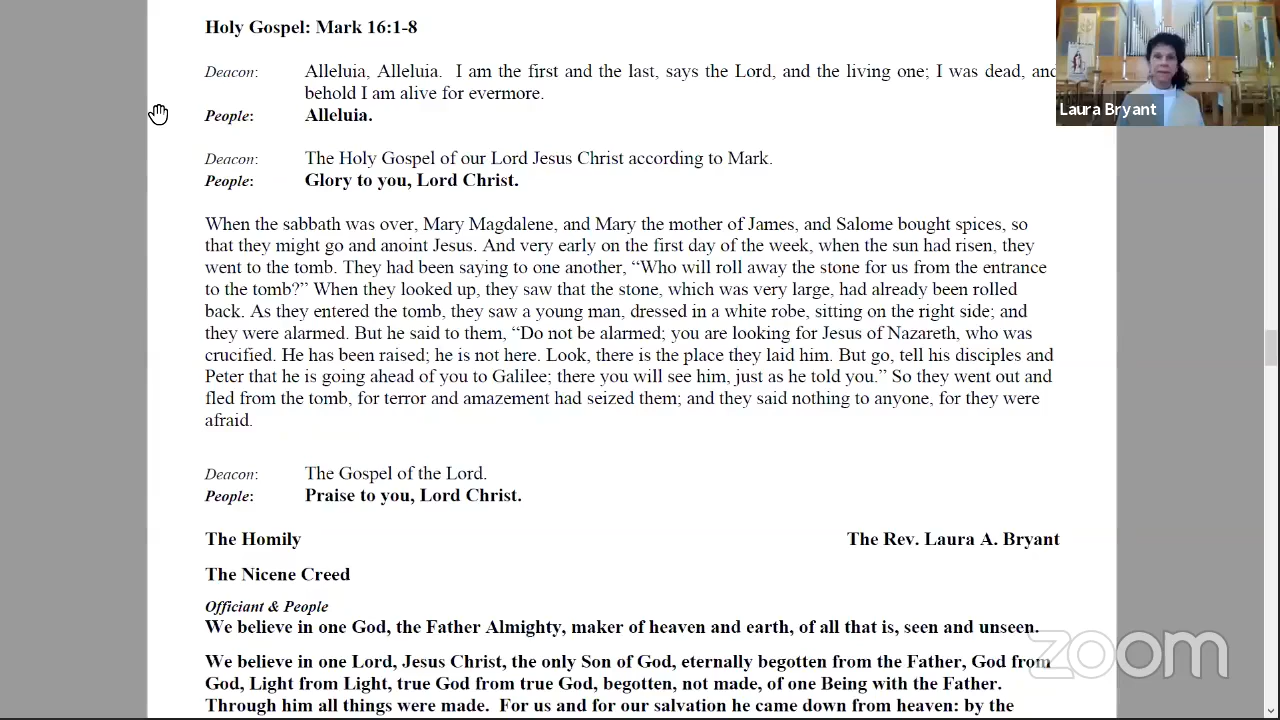 Holy Gospel: Mark 16:1-8
Deacon: Alleluia, Alleluia. I am the first and the last, says the Lord, and the living one; I was dead, and
behold I am alive for evermore.
People: Alleluia.
Deacon: The Holy Gospel of our Lord Jesus Christ according to Mark.
People: Glory to you, Lord Christ.
When the sabbath was over, Mary Magdalene, and Mary the mother of James, and Salome bought spices, so
that they might go and anoint Jesus. And very early on the first day of the week, when the sun had risen, they
went to the tomb. They had been saying to one another, “Who will roll away the stone for us from the entrance
to the tomb?” When they looked up, they saw that the stone, which was very large, had already been rolled
back. As they entered the tomb, they saw a young man, dressed in a white robe, sitting on the right side; and
they were alarmed. But he said to them, “Do not be alarmed; you are looking for Jesus of Nazareth, who was
crucified. He has been raised; he is not here. Look, there is the place they laid him. But go, tell his disciples and
Peter that he is going ahead of you to Galilee; there you will see him, just as he told you.” So they went out and
fled from the tomb, for terror and amazement had seized them; and they said nothing to anyone, for they were
afraid.
Deacon: The Gospel of the Lord.
People: Praise to you, Lord Christ.
The Homily The Rev. Laura A. Bryant
The Nicene Creed
Officiant & People
We believe in one God, the Father Almighty, maker of heaven and earth, of all that is, seen and unseen.
We believe in one Lord, Jesus Christ, the only Son of God, eternally begotten from the Father, God from
God, Light from Light, true God from true God, begotten, not made, of one Being with the Father.
Through him all things were made. For us and for our salvation he came down from heaven: by the
Laura Bryant
zoom